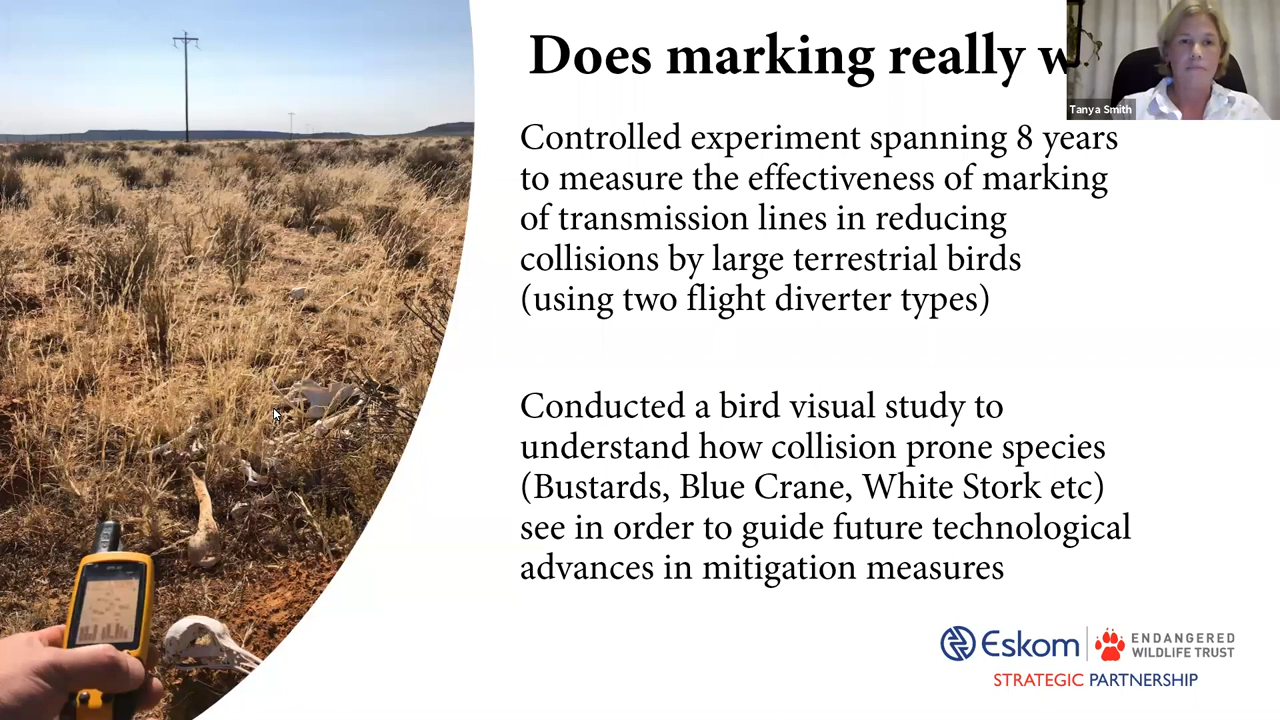 Does marking really
Tanya Smith
Controlled experiment spanning 8 years
to measure the effectiveness of marking
of transmission lines in reducing
collisions by large terrestrial birds
(using two flight diverter types)
Conducted a bird visual study to
understand how collision prone species
(Bustards, Blue Crane, White Stork etc)
see in order to guide future technological
advances in mitigation measures
Eskom
ENDANGERED
WILDLIFE TRUST
STRATEGIC PARTNERSHIP